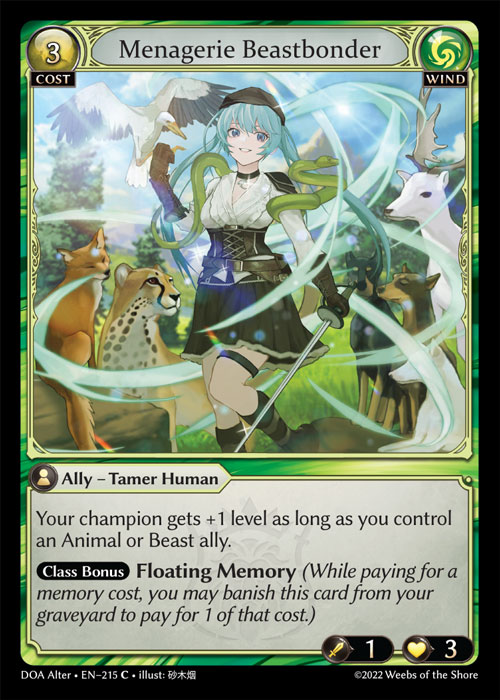 3
Menagerie Beastbonder
COST
WIND
Ally – Tamer Human
Your champion gets +1 level as long as you control
an Animal or Beast ally.
Class Bonus Floating Memory (While paying for a
memory cost, you may banish this card from your
graveyard to pay for 1 of that cost.)
1
3
DOA Alter • EN–215 C • illust: 砂木烟
©2022 Weebs of the Shore